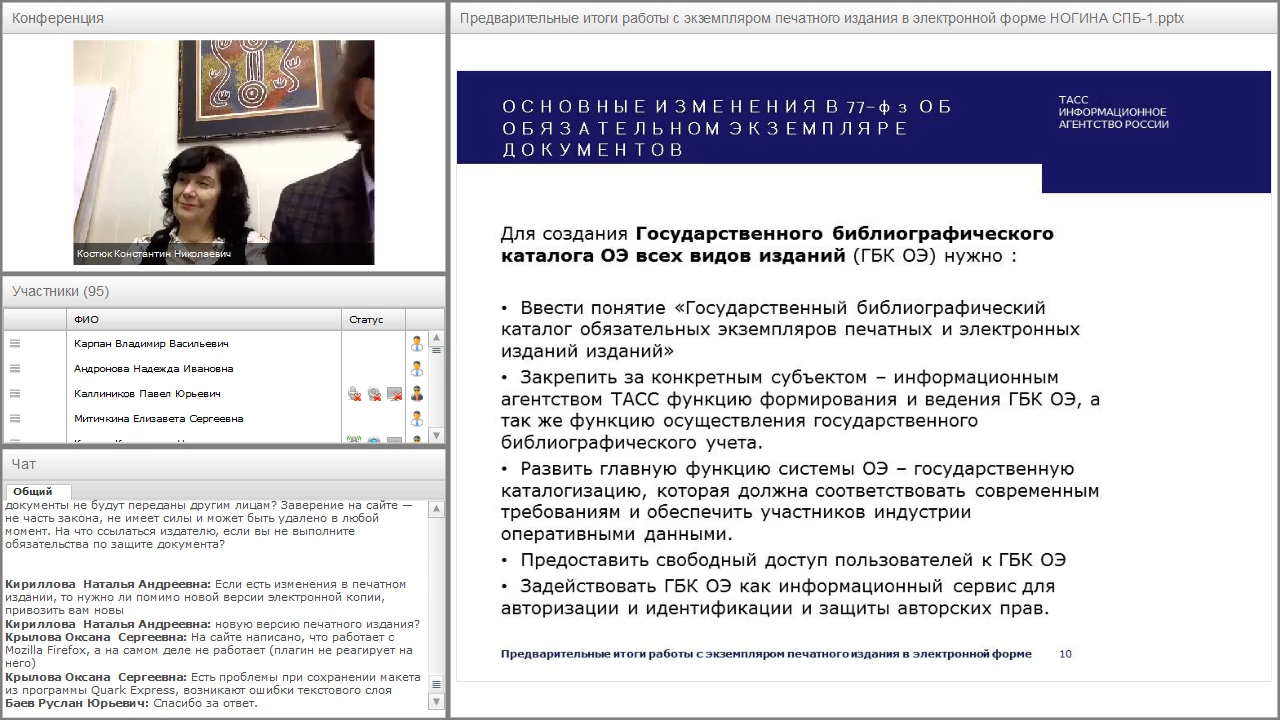 Конференция
Костюк Константин Николаевич
Участники (95)
ФИО
Статус
Карпан Владимир Васильевич
Андронова Надежда Ивановна
Каллиников Павел Юрьевич
Митичкина Елизавета Сергеевна
Чат
Общий
документы не будут переданы другим лицам? Заверение на сайте —
не часть закона, не имеет силы и может быть удалено в любой
момент. На что ссылаться издателю, если вы не выполните
обязательства по защите документа?
Кириллова Наталья Андреевна: Если есть изменения в печатном
издании, то нужно ли помимо новой версии электронной копии,
привозить вам новы
Кириллова Наталья Андреевна: новую версию печатного издания?
Крылова Оксана Сергеевна: На сайте написано, что работает с
Mozilla Firefox, а на самом деле не работает (плагин не реагирует на
него)
Крылова Оксана Сергеевна: Есть проблемы при сохранении макета
из программы Quark Express, возникают ошибки текстового слоя
Баев Руслан Юрьевич: Спасибо за ответ.
Предварительные итоги работы с экземпляром печатного издания в электронной форме НОГИНА СПБ-1.pptx
ОСНОВНЫЕ ИЗМЕНЕНИЯ В 77-ф з ОБ
ОБЯЗАТЕЛЬНОМ ЭКЗЕМПЛЯРЕ
ДОКУМЕНТОВ
ТАСС
ИНФОРМАЦИОННОЕ
АГЕНТСТВО РОССИИ
Для создания Государственного библиографического
каталога ОЭ всех видов изданий (ГБК ОЭ) нужно :
• Ввести понятие «Государственный библиографический
каталог обязательных экземпляров печатных и электронных
изданий изданий»
• Закрепить за конкретным субъектом – информационным
агентством ТАСС функцию формирования и ведения ГБК ОЭ, а
так же функцию осуществления государственного
библиографического учета.
• Развить главную функцию системы ОЭ – государственную
каталогизацию, которая должна соответствовать современным
требованиям и обеспечить участников индустрии
оперативными данными.
• Предоставить свободный доступ пользователей к ГБК ОЭ
• Задействовать ГБК ОЭ как информационный сервис для
авторизации и идентификации и защиты авторских прав.
Предварительные итоги работы с экземпляром печатного издания в электронной форме 10